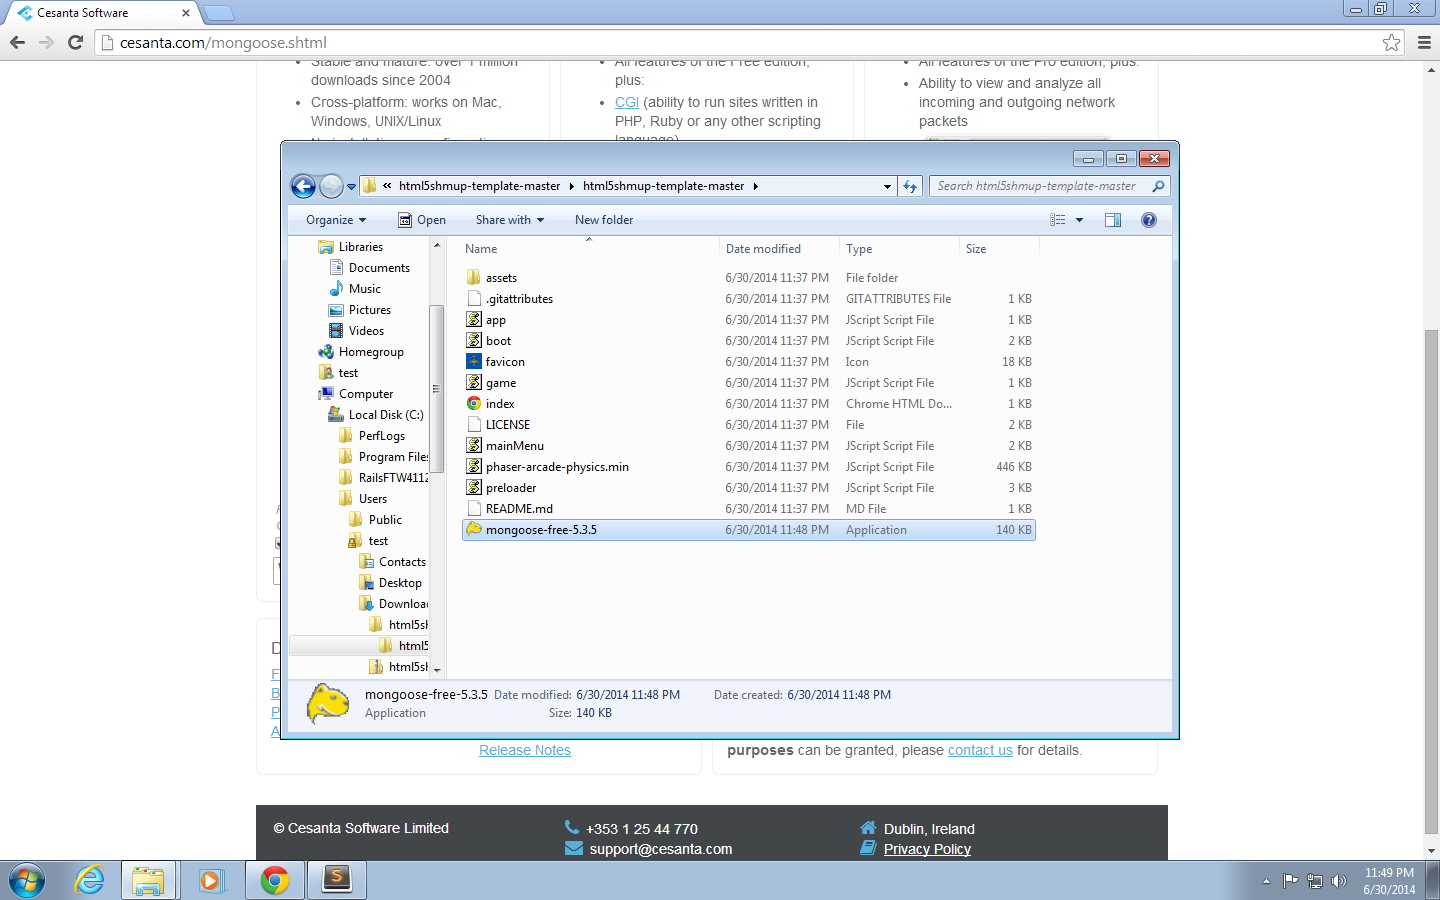 Cesanta Software
cesanta.com/mongoose.shtml
Stable and mature: over 1 million
downloads since 2004
Cross-platform: works on Mac,
Windows, UNIX/Linux
All features of the Free edition,
plus:
CGI (ability to run sites written in
PHP, Ruby or any other scripting
language)
All features of the Pro edition, plus:
Ability to view and analyze all
incoming and outgoing network
packets
« html5shmup-template-master html5shmup-template-master
Search html5shmup-template-master
Organize Open Share with New folder
Libraries
Documents
Music
Pictures
Videos
Homegroup
test
Computer
Local Disk (C:)
PerfLogs
Program Files
RailsFTW4112
Users
Public
test
Contacts
Desktop
Downloa
html5sh
html5
html5sh
Name Date modified Type Size
assets 6/30/2014 11:37 PM File folder
.gitattributes 6/30/2014 11:37 PM GITATTRIBUTES File 1 KB
app 6/30/2014 11:37 PM JScript Script File 1 KB
boot 6/30/2014 11:37 PM JScript Script File 2 KB
favicon 6/30/2014 11:37 PM Icon 18 KB
game 6/30/2014 11:37 PM JScript Script File 1 KB
index 6/30/2014 11:37 PM Chrome HTML Do... 1 KB
LICENSE 6/30/2014 11:37 PM File 2 KB
mainMenu 6/30/2014 11:37 PM JScript Script File 2 KB
phaser-arcade-physics.min 6/30/2014 11:37 PM JScript Script File 446 KB
preloader 6/30/2014 11:37 PM JScript Script File 3 KB
README.md 6/30/2014 11:37 PM MD File 1 KB
mongoose-free-5.3.5 6/30/2014 11:48 PM Application 140 KB
mongoose-free-5.3.5 Date modified: 6/30/2014 11:48 PM Date created: 6/30/2014 11:48 PM
Application Size: 140 KB
Release Notes
purposes can be granted, please contact us for details.
© Cesanta Software Limited
+353 1 25 44 770
support@cesanta.com
Dublin, Ireland
Privacy Policy
11:49 PM
6/30/2014